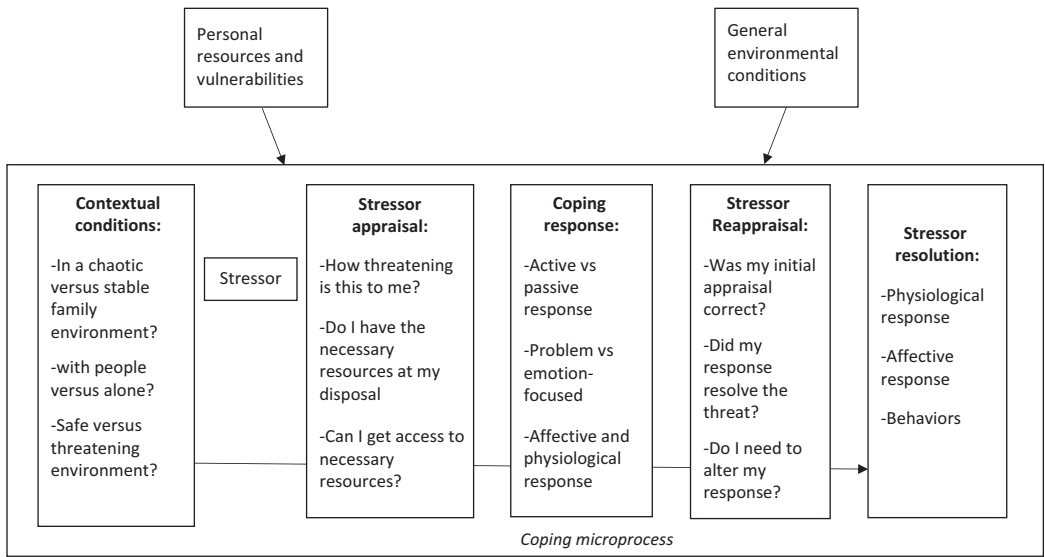 Personal
resources and
vulnerabilities
General
environmental
conditions
Contextual
conditions:
-In a chaotic
versus stable
family
environment?
-with people
versus alone?
-Safe versus
threatening
environment?
Stressor
Stressor
appraisal:
-How threatening
is this to me?
-Do I have the
necessary
resources at my
disposal
-Can I get access to
necessary
resources?
Coping
response:
-Active vs
passive
response
-Problem vs
emotion-
focused
-Affective and
physiological
response
Stressor
Reappraisal:
-Was my initial
appraisal
correct?
-Did my
response
resolve the
threat?
-Do I need to
alter my
response?
Stressor
resolution:
-Physiological
response
-Affective
response
-Behaviors
Coping microprocess